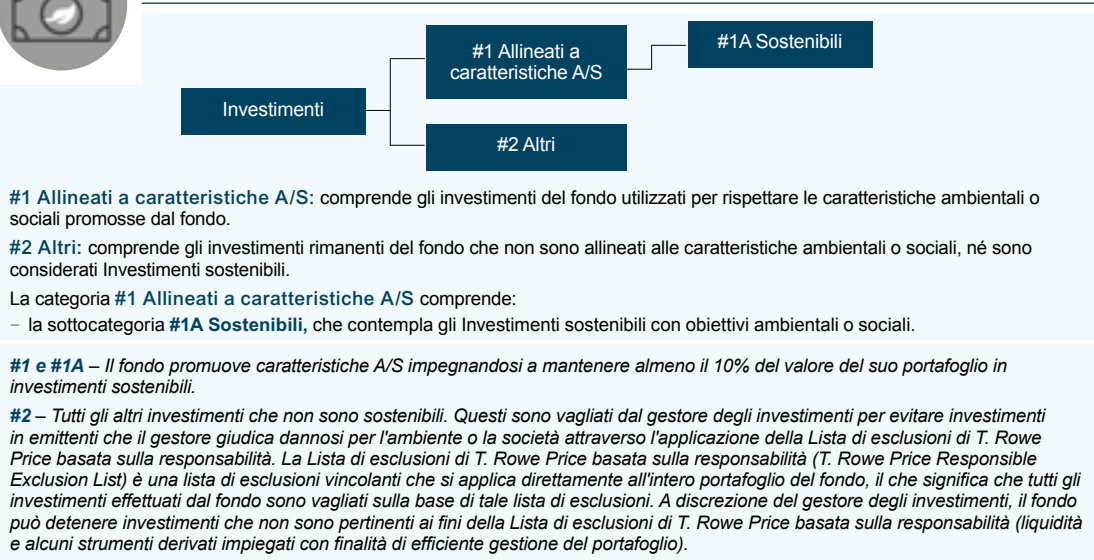 #1 Allineati a
caratteristiche A/S
#1A Sostenibili
Investimenti
#2 Altri
#1 Allineati a caratteristiche A/S: comprende gli investimenti del fondo utilizzati per rispettare le caratteristiche ambientali o
sociali promosse dal fondo.
#2 Altri: comprende gli investimenti rimanenti del fondo che non sono allineati alle caratteristiche ambientali o sociali, né sono
considerati Investimenti sostenibili.
La categoria #1 Allineati a caratteristiche A/S comprende:
– la sottocategoria #1A Sostenibili, che contempla gli Investimenti sostenibili con obiettivi ambientali o sociali.
#1 e #1A – Il fondo promuove caratteristiche A/S impegnandosi a mantenere almeno il 10% del valore del suo portafoglio in
investimenti sostenibili.
#2 – Tutti gli altri investimenti che non sono sostenibili. Questi sono vagliati dal gestore degli investimenti per evitare investimenti
in emittenti che il gestore giudica dannosi per l'ambiente o la società attraverso l'applicazione della Lista di esclusioni di T. Rowe
Price basata sulla responsabilità. La Lista di esclusioni di T. Rowe Price basata sulla responsabilità (T. Rowe Price Responsible
Exclusion List) è una lista di esclusioni vincolanti che si applica direttamente all'intero portafoglio del fondo, il che significa che tutti gli
investimenti effettuati dal fondo sono vagliati sulla base di tale lista di esclusioni. A discrezione del gestore degli investimenti, il fondo
può detenere investimenti che non sono pertinenti ai fini della Lista di esclusioni di T. Rowe Price basata sulla responsabilità (liquidità
e alcuni strumenti derivati impiegati con finalità di efficiente gestione del portafoglio).